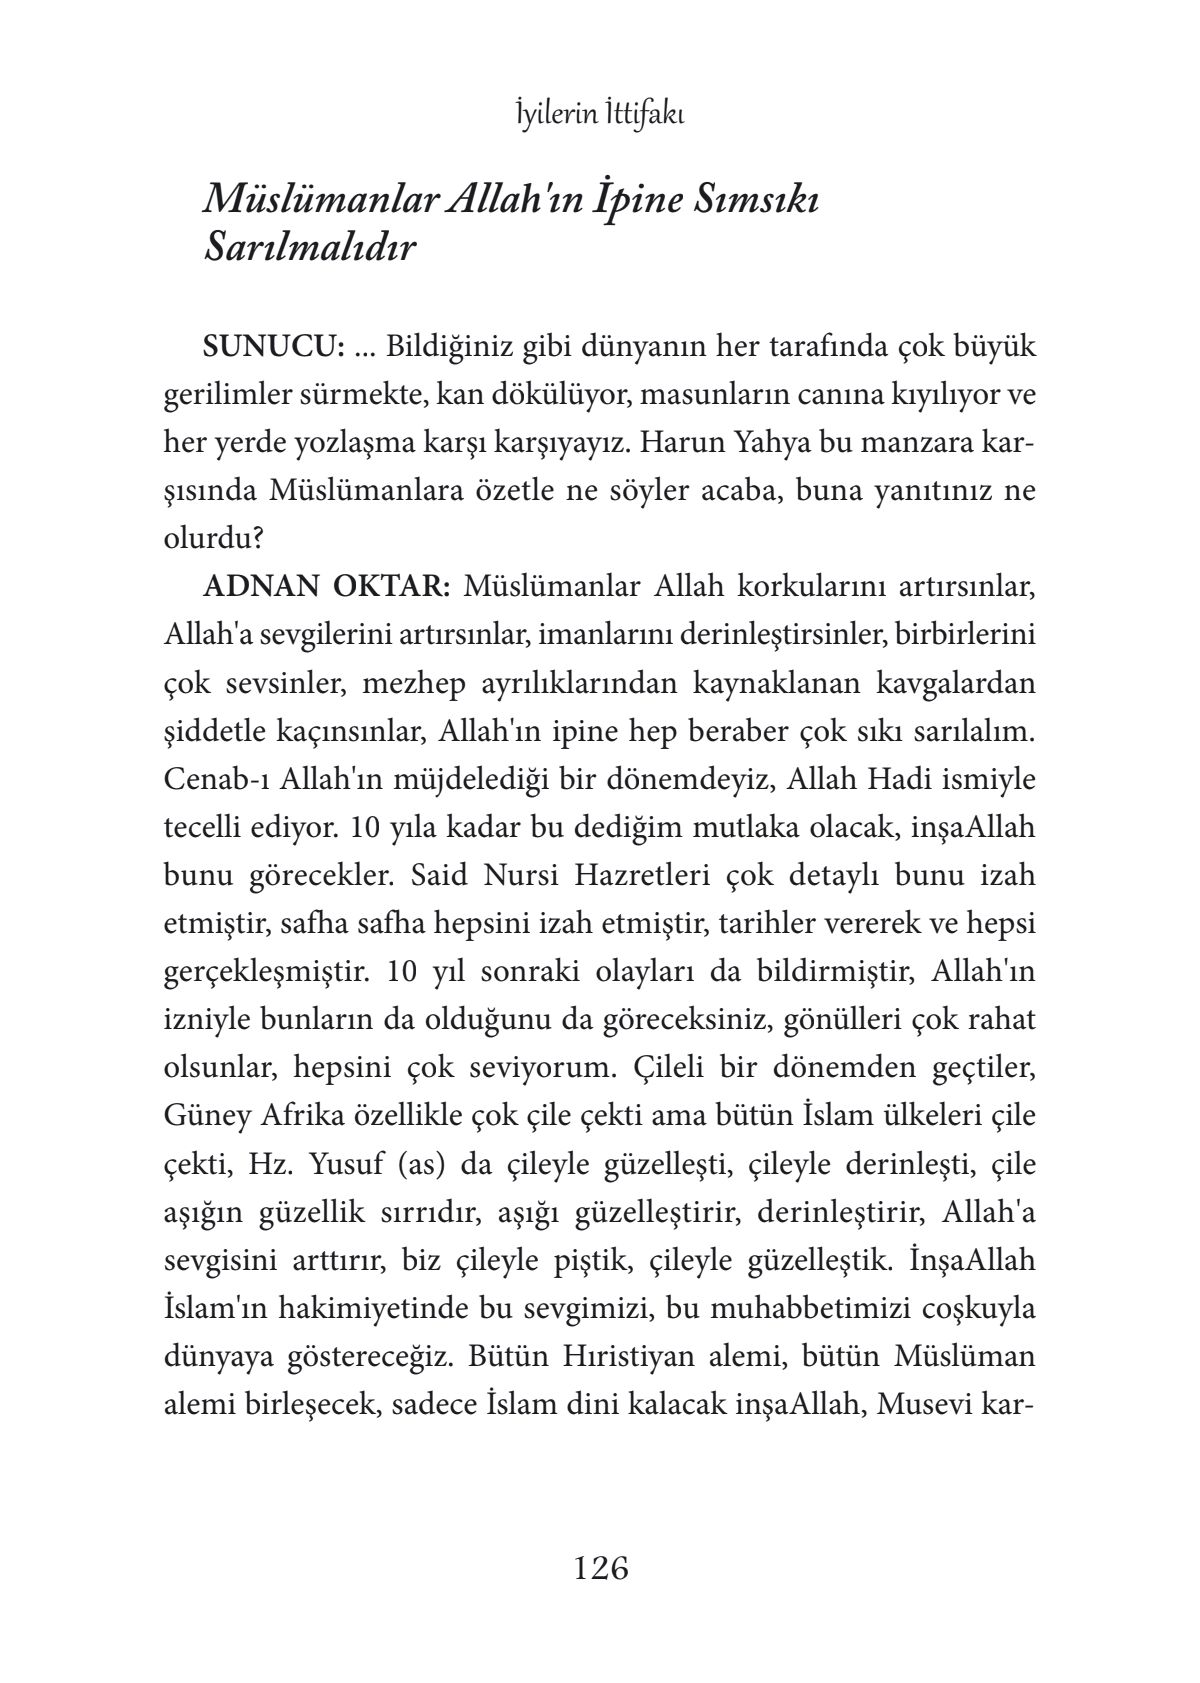 İyilerin İttifakı
Müslümanlar Allah'ın İpine Sımsıkı
Sarılmalıdır
SUNUCU: ... Bildiğiniz gibi dünyanın her tarafında çok büyük
gerilimler sürmekte, kan dökülüyor, masunların canına kıyılıyor ve
her yerde yozlaşma karşı karşıyayız. Harun Yahya bu manzara kar-
şısında Müslümanlara özetle ne söyler acaba, buna yanıtınız ne
olurdu?
ADNAN OKTAR: Müslümanlar Allah korkularını artırsınlar,
Allah'a sevgilerini artırsınlar, imanlarını derinleştirsinler, birbirlerini
çok sevsinler, mezhep ayrılıklarından kaynaklanan kavgalardan
şiddetle kaçınsınlar, Allah'ın ipine hep beraber çok sıkı sarılalım.
Cenab-ı Allah'ın müjdelediği bir dönemdeyiz, Allah Hadi ismiyle
tecelli ediyor. 10 yıla kadar bu dediğim mutlaka olacak, inşaAllah
bunu görecekler. Said Nursi Hazretleri çok detaylı bunu izah
etmiştir, safha safha hepsini izah etmiştir, tarihler vererek ve hepsi
gerçekleşmiştir. 10 yıl sonraki olayları da bildirmiştir, Allah'ın
izniyle bunların da olduğunu da göreceksiniz, gönülleri çok rahat
olsunlar, hepsini çok seviyorum. Çileli bir dönemden geçtiler,
Güney Afrika özellikle çok çile çekti ama bütün İslam ülkeleri çile
çekti, Hz. Yusuf (as) da çileyle güzelleşti, çileyle derinleşti, çile
aşığın güzellik sırrıdır, aşığı güzelleştirir, derinleştirir, Allah'a
sevgisini arttırır, biz çileyle piştik, çileyle güzelleştik. İnşaAllah
İslam'ın hakimiyetinde bu sevgimizi, bu muhabbetimizi coşkuyla
dünyaya göstereceğiz. Bütün Hıristiyan alemi, bütün Müslüman
alemi birleşecek, sadece İslam dini kalacak inşaAllah, Musevi kar-
126